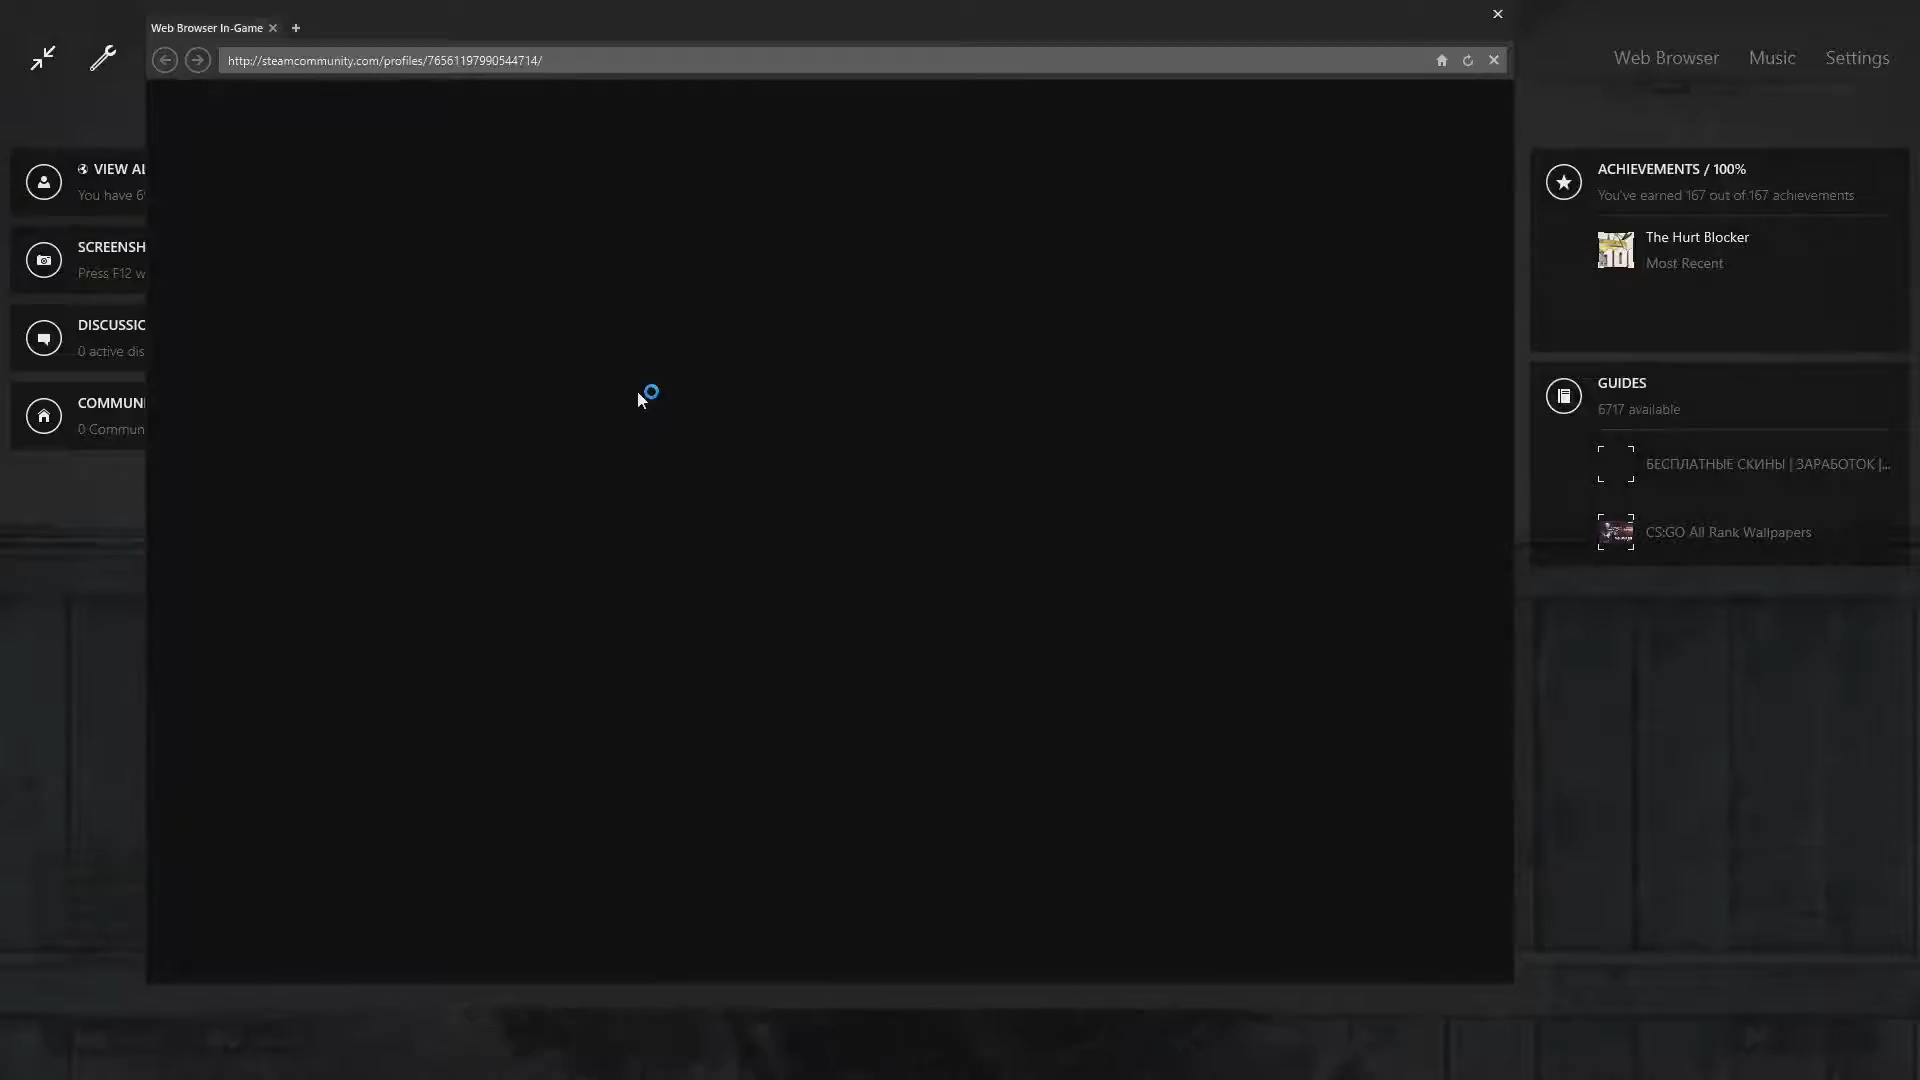 Web Browser In-Game
http://steamcommunity.com/profiles/76561197990544714/
Web Browser
Music
Settings
VIEW AL
You have 6
SCREENSH
Press F12 w
DISCUSSIO
0 active dis
COMMUNI
0 Commun
ACHIEVEMENTS / 100%
You've earned 167 out of 167 achievements
The Hurt Blocker
Most Recent
GUIDES
6717 available
БЕСПЛАТНЫЕ СКИНЫ | ЗАРАБОТОК |...
CS:GO All Rank Wallpapers